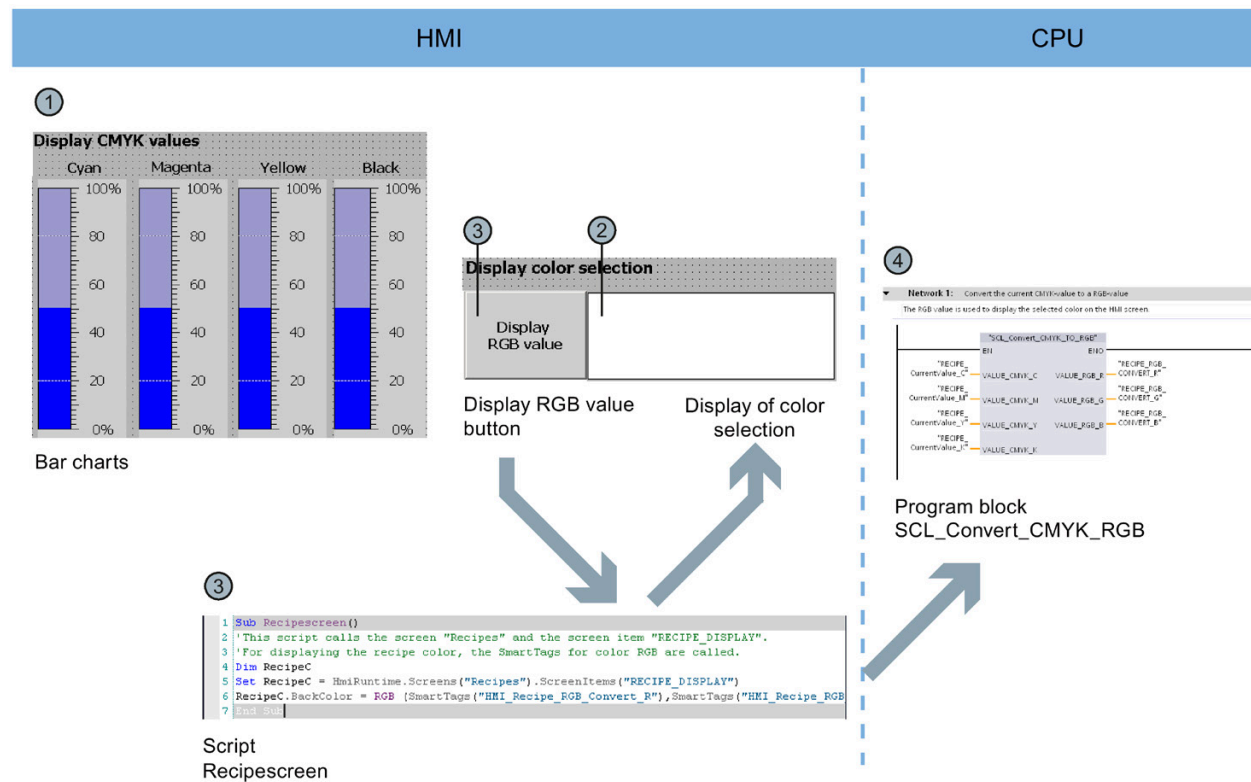 HMI
CPU
1
Display CMYK values
Cyan Magenta Yellow Black
100% 100% 100% 100%
80 80 80 80
60 60 60 60
40 40 40 40
20 20 20 20
0% 0% 0% 0%
Bar charts
3 2
Display color selection
Display
RGB value
Display RGB value
button
Display of color
selection
4
Network 1: Convert the current CMYK-value to a RGB-value
The RGB value is used to display the selected color on the HMI screen.
"SCL_Convert_CMYK_TO_RGB"
EN ENO
"RECIPE_
CurrentValue_C" VALUE_CMYK_C VALUE_RGB_R "RECIPE_RGB_
CONVERT_R"
"RECIPE_
CurrentValue_M" VALUE_CMYK_M VALUE_RGB_G "RECIPE_RGB_
CONVERT_G"
"RECIPE_
CurrentValue_Y" VALUE_CMYK_Y VALUE_RGB_B "RECIPE_RGB_
CONVERT_B"
"RECIPE_
CurrentValue_K" VALUE_CMYK_K
Program block
SCL_Convert_CMYK_RGB
3
1 Sub Recipescreen()
2 'This script calls the screen "Recipes" and the screen item "RECIPE_DISPLAY".
3 'For displaying the recipe color, the SmartTags for color RGB are called.
4 Dim RecipeC
5 Set RecipeC = HmiRuntime.Screens("Recipes").ScreenItems("RECIPE_DISPLAY")
6 RecipeC.BackColor = RGB (SmartTags("HMI_Recipe_RGB_Convert_R"),SmartTags("HMI_Recipe_RGB
7 End Sub
Script
Recipescreen